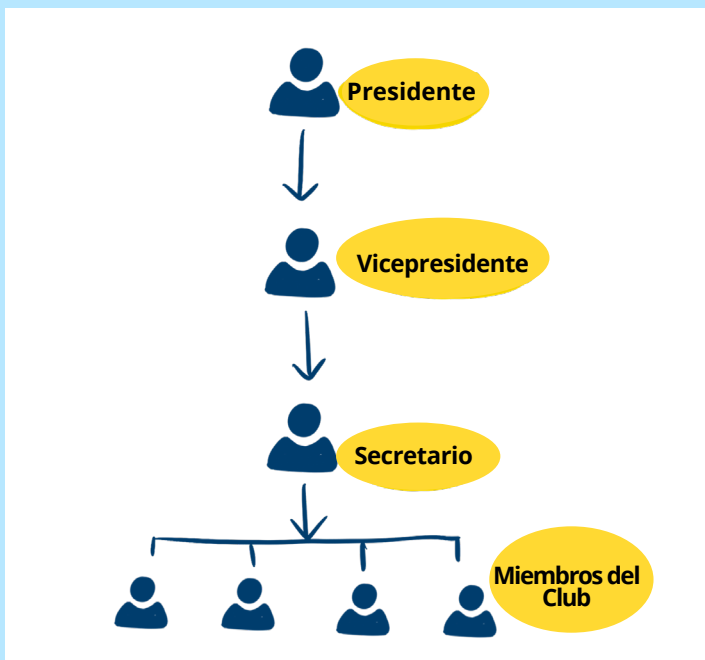 Presidente
Vicepresidente
Secretario
Miembros del
Club